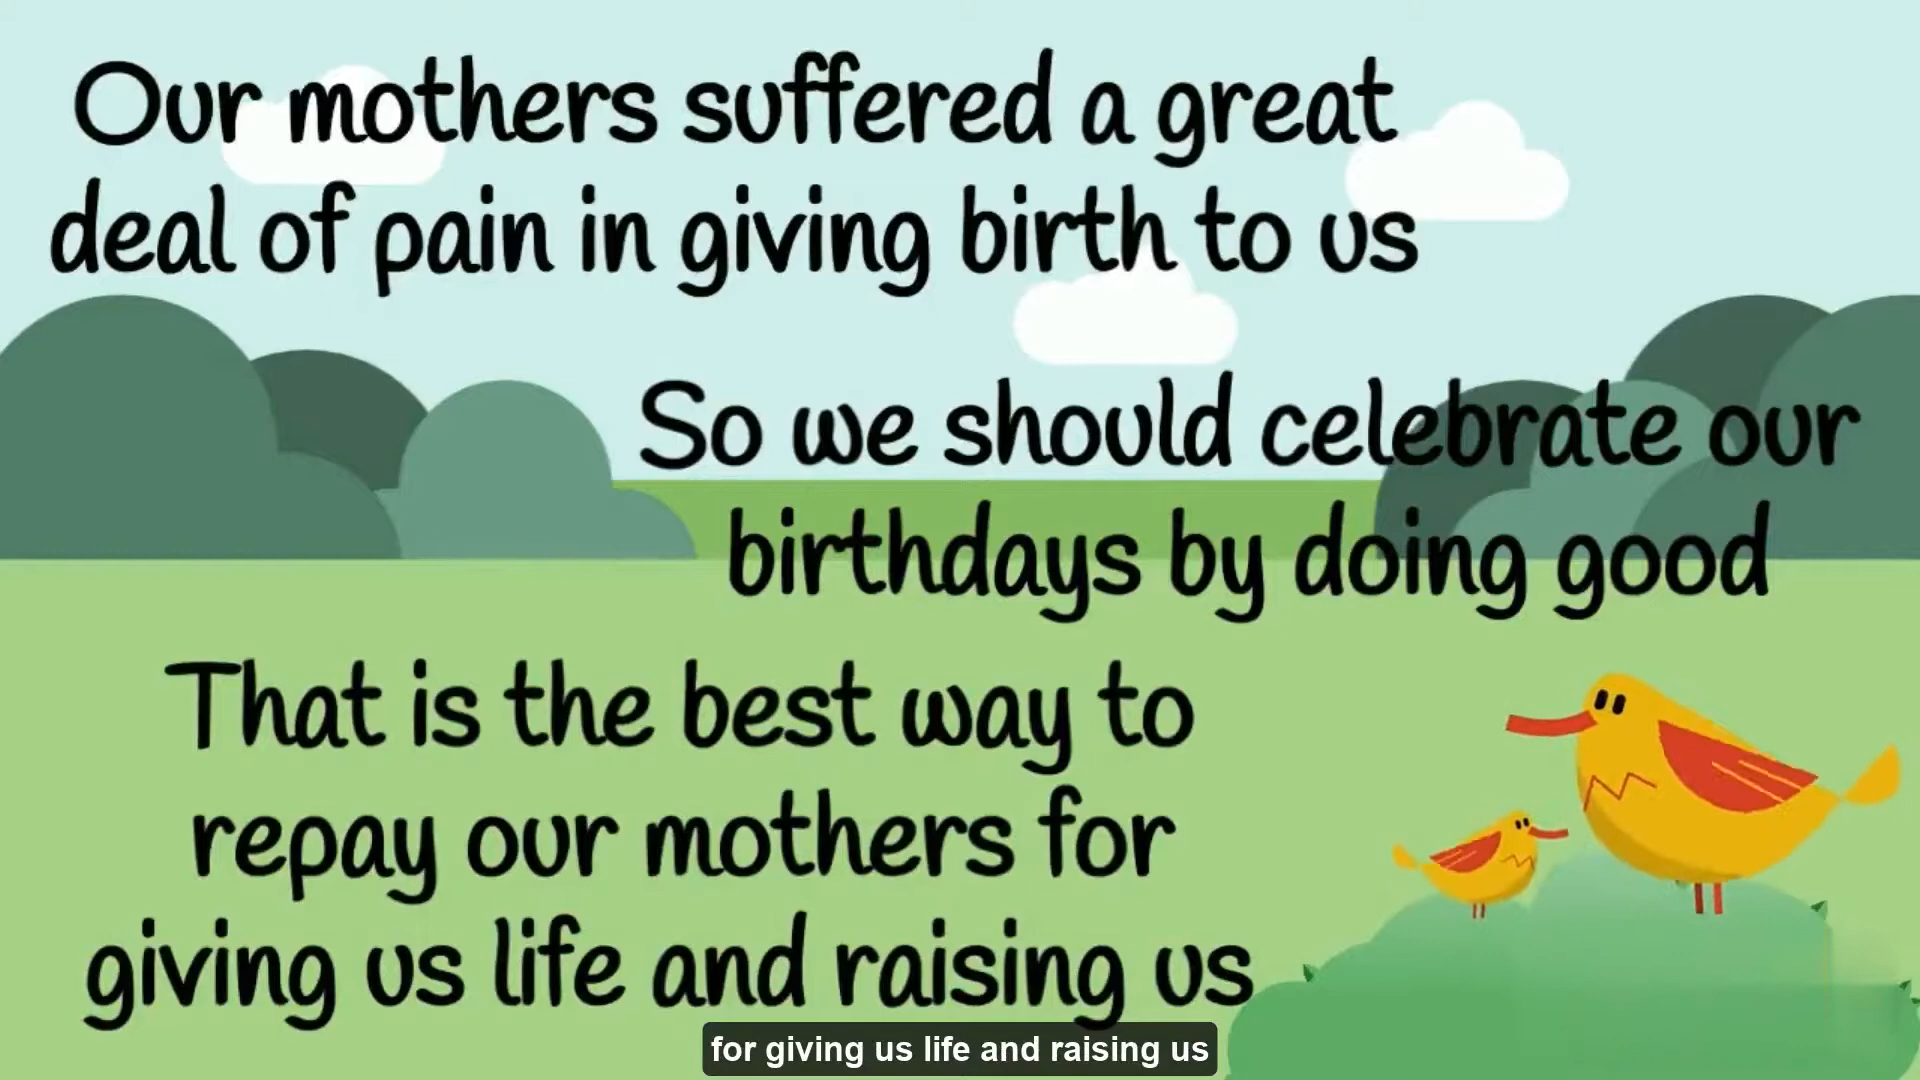 Our mothers suffered a great
deal of pain in giving birth to us
So we should celebrate our
birthdays by doing good
That is the best way to
repay our mothers for
giving us life and raising us
for giving us life and raising us